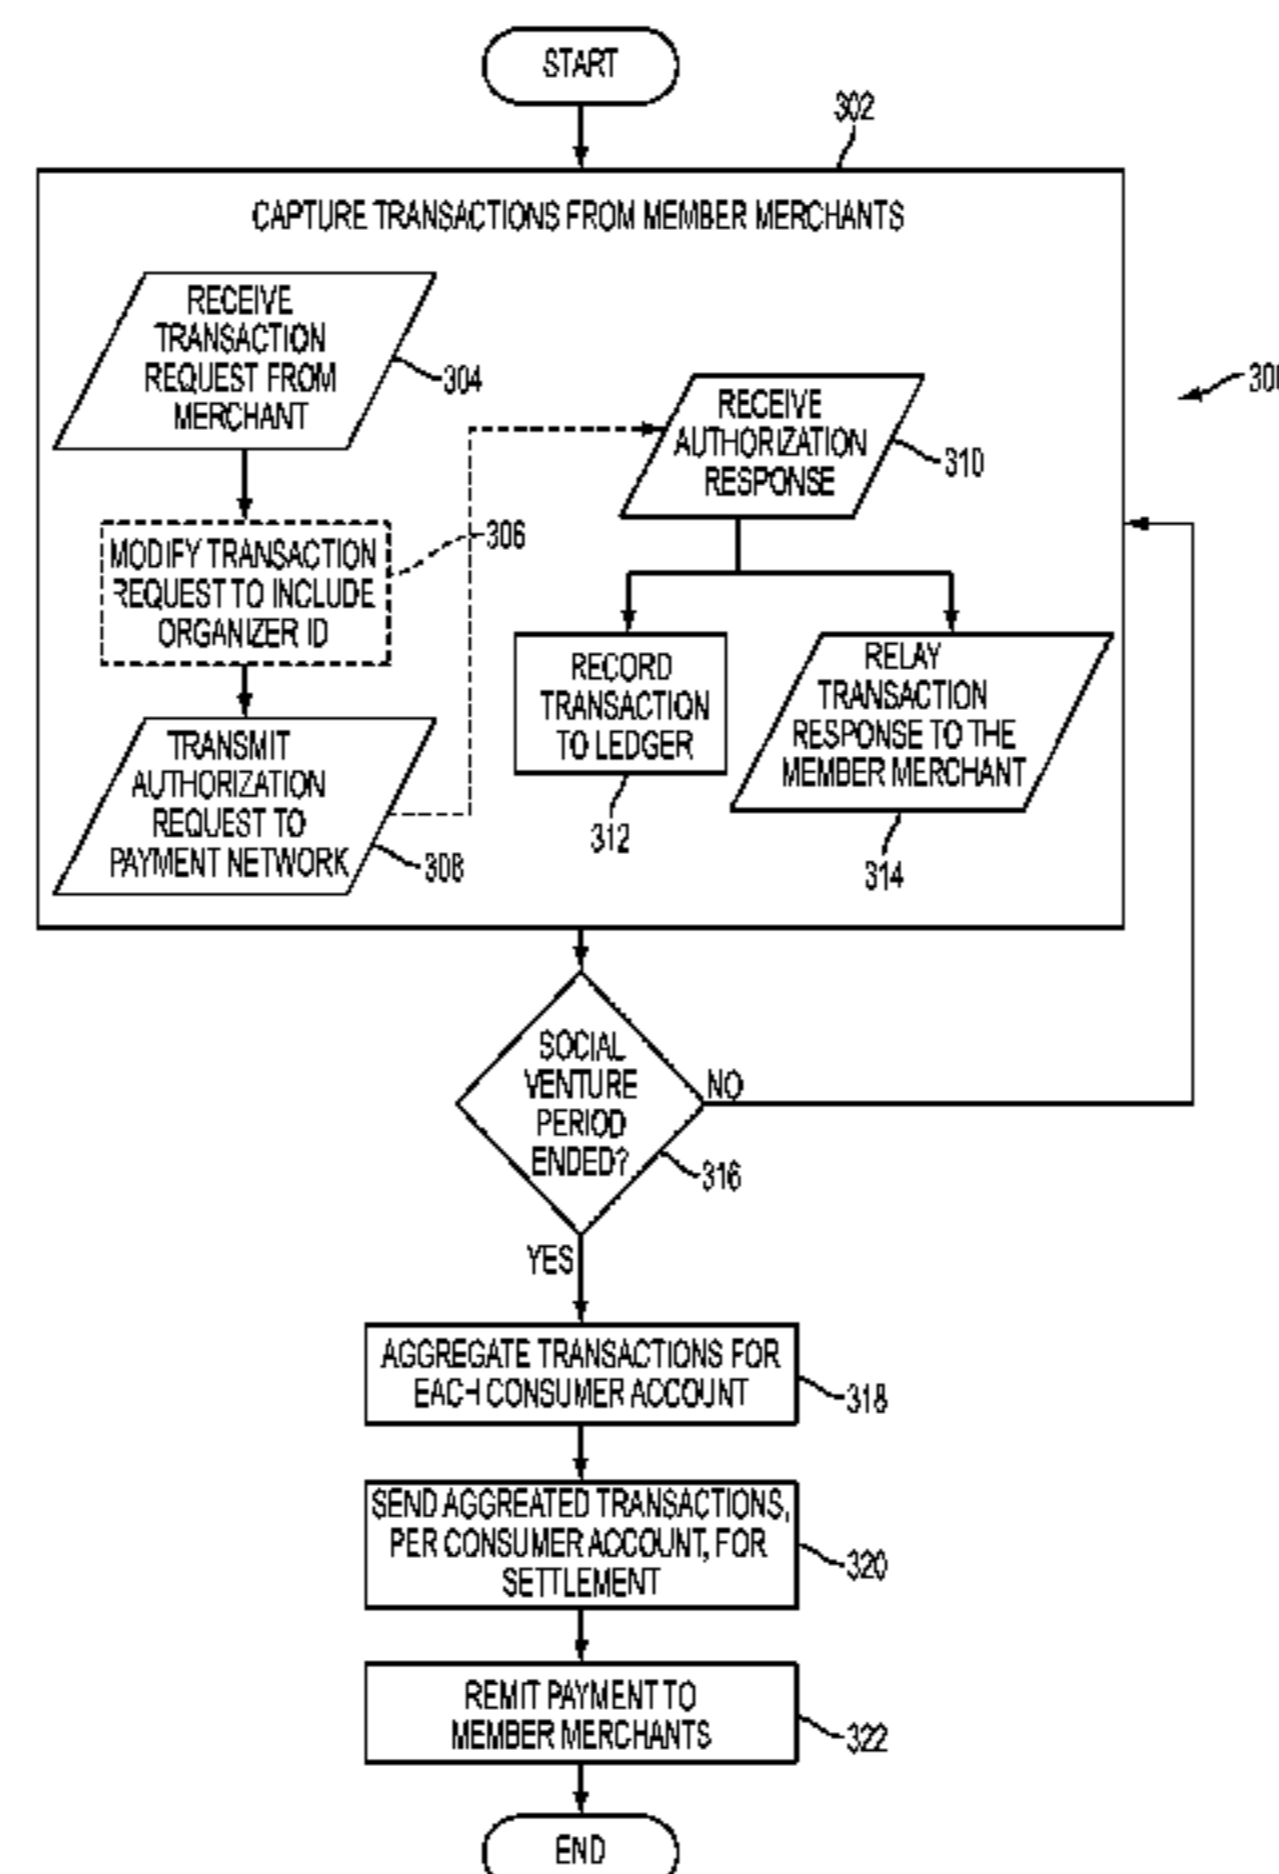 START
302
CAPTURE TRANSACTIONS FROM MEMBER MERCHANTS
RECEIVE
TRANSACTION
REQUEST FROM
MERCHANT
304
RECEIVE
AUTHORIZATION
RESPONSE
310
MODIFY TRANSACTION
REQUEST TO INCLUDE
ORGANIZER ID
306
RECORD
TRANSACTION
TO LEDGER
312
RELAY
TRANSACTION
RESPONSE TO THE
MEMBER MERCHANT
314
TRANSMIT
AUTHORIZATION
REQUEST TO
PAYMENT NETWORK
308
SOCIAL
VENTURE
PERIOD
ENDED?
NO
316
YES
AGGREGATE TRANSACTIONS FOR
EACH CONSUMER ACCOUNT
318
SEND AGGREATED TRANSACTIONS,
PER CONSUMER ACCOUNT, FOR
SETTLEMENT
320
REMIT PAYMENT TO
MEMBER MERCHANTS
322
END